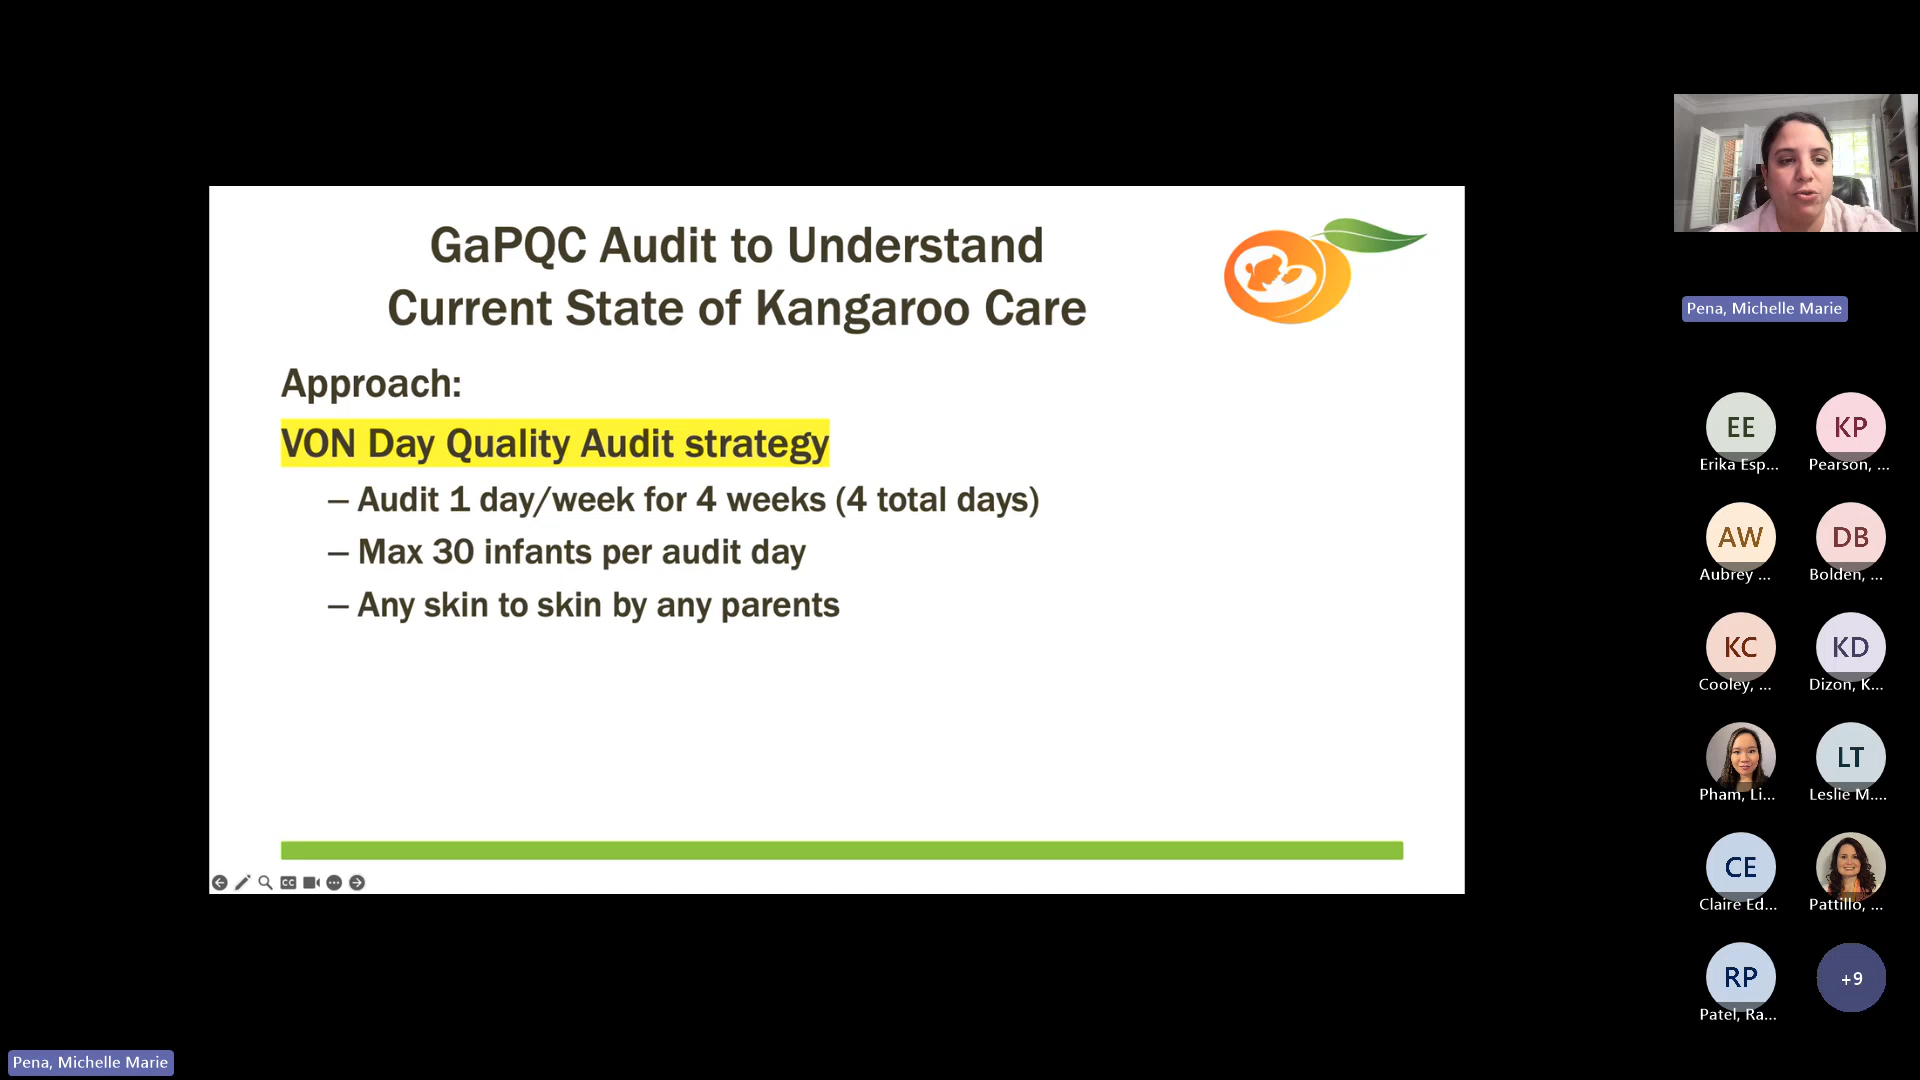 GaPQC Audit to Understand
Current State of Kangaroo Care
Approach:
VON Day Quality Audit strategy
– Audit 1 day/week for 4 weeks (4 total days)
– Max 30 infants per audit day
– Any skin to skin by any parents
CC
Pena, Michelle Marie
EE
Erika Esp...
KP
Pearson, ...
AW
Aubrey ...
DB
Bolden, ...
KC
Cooley, ...
KD
Dizon, K...
Pham, Li...
LT
Leslie M....
CE
Claire Ed...
Pattillo, ...
RP
Patel, Ra...
+9
Pena, Michelle Marie